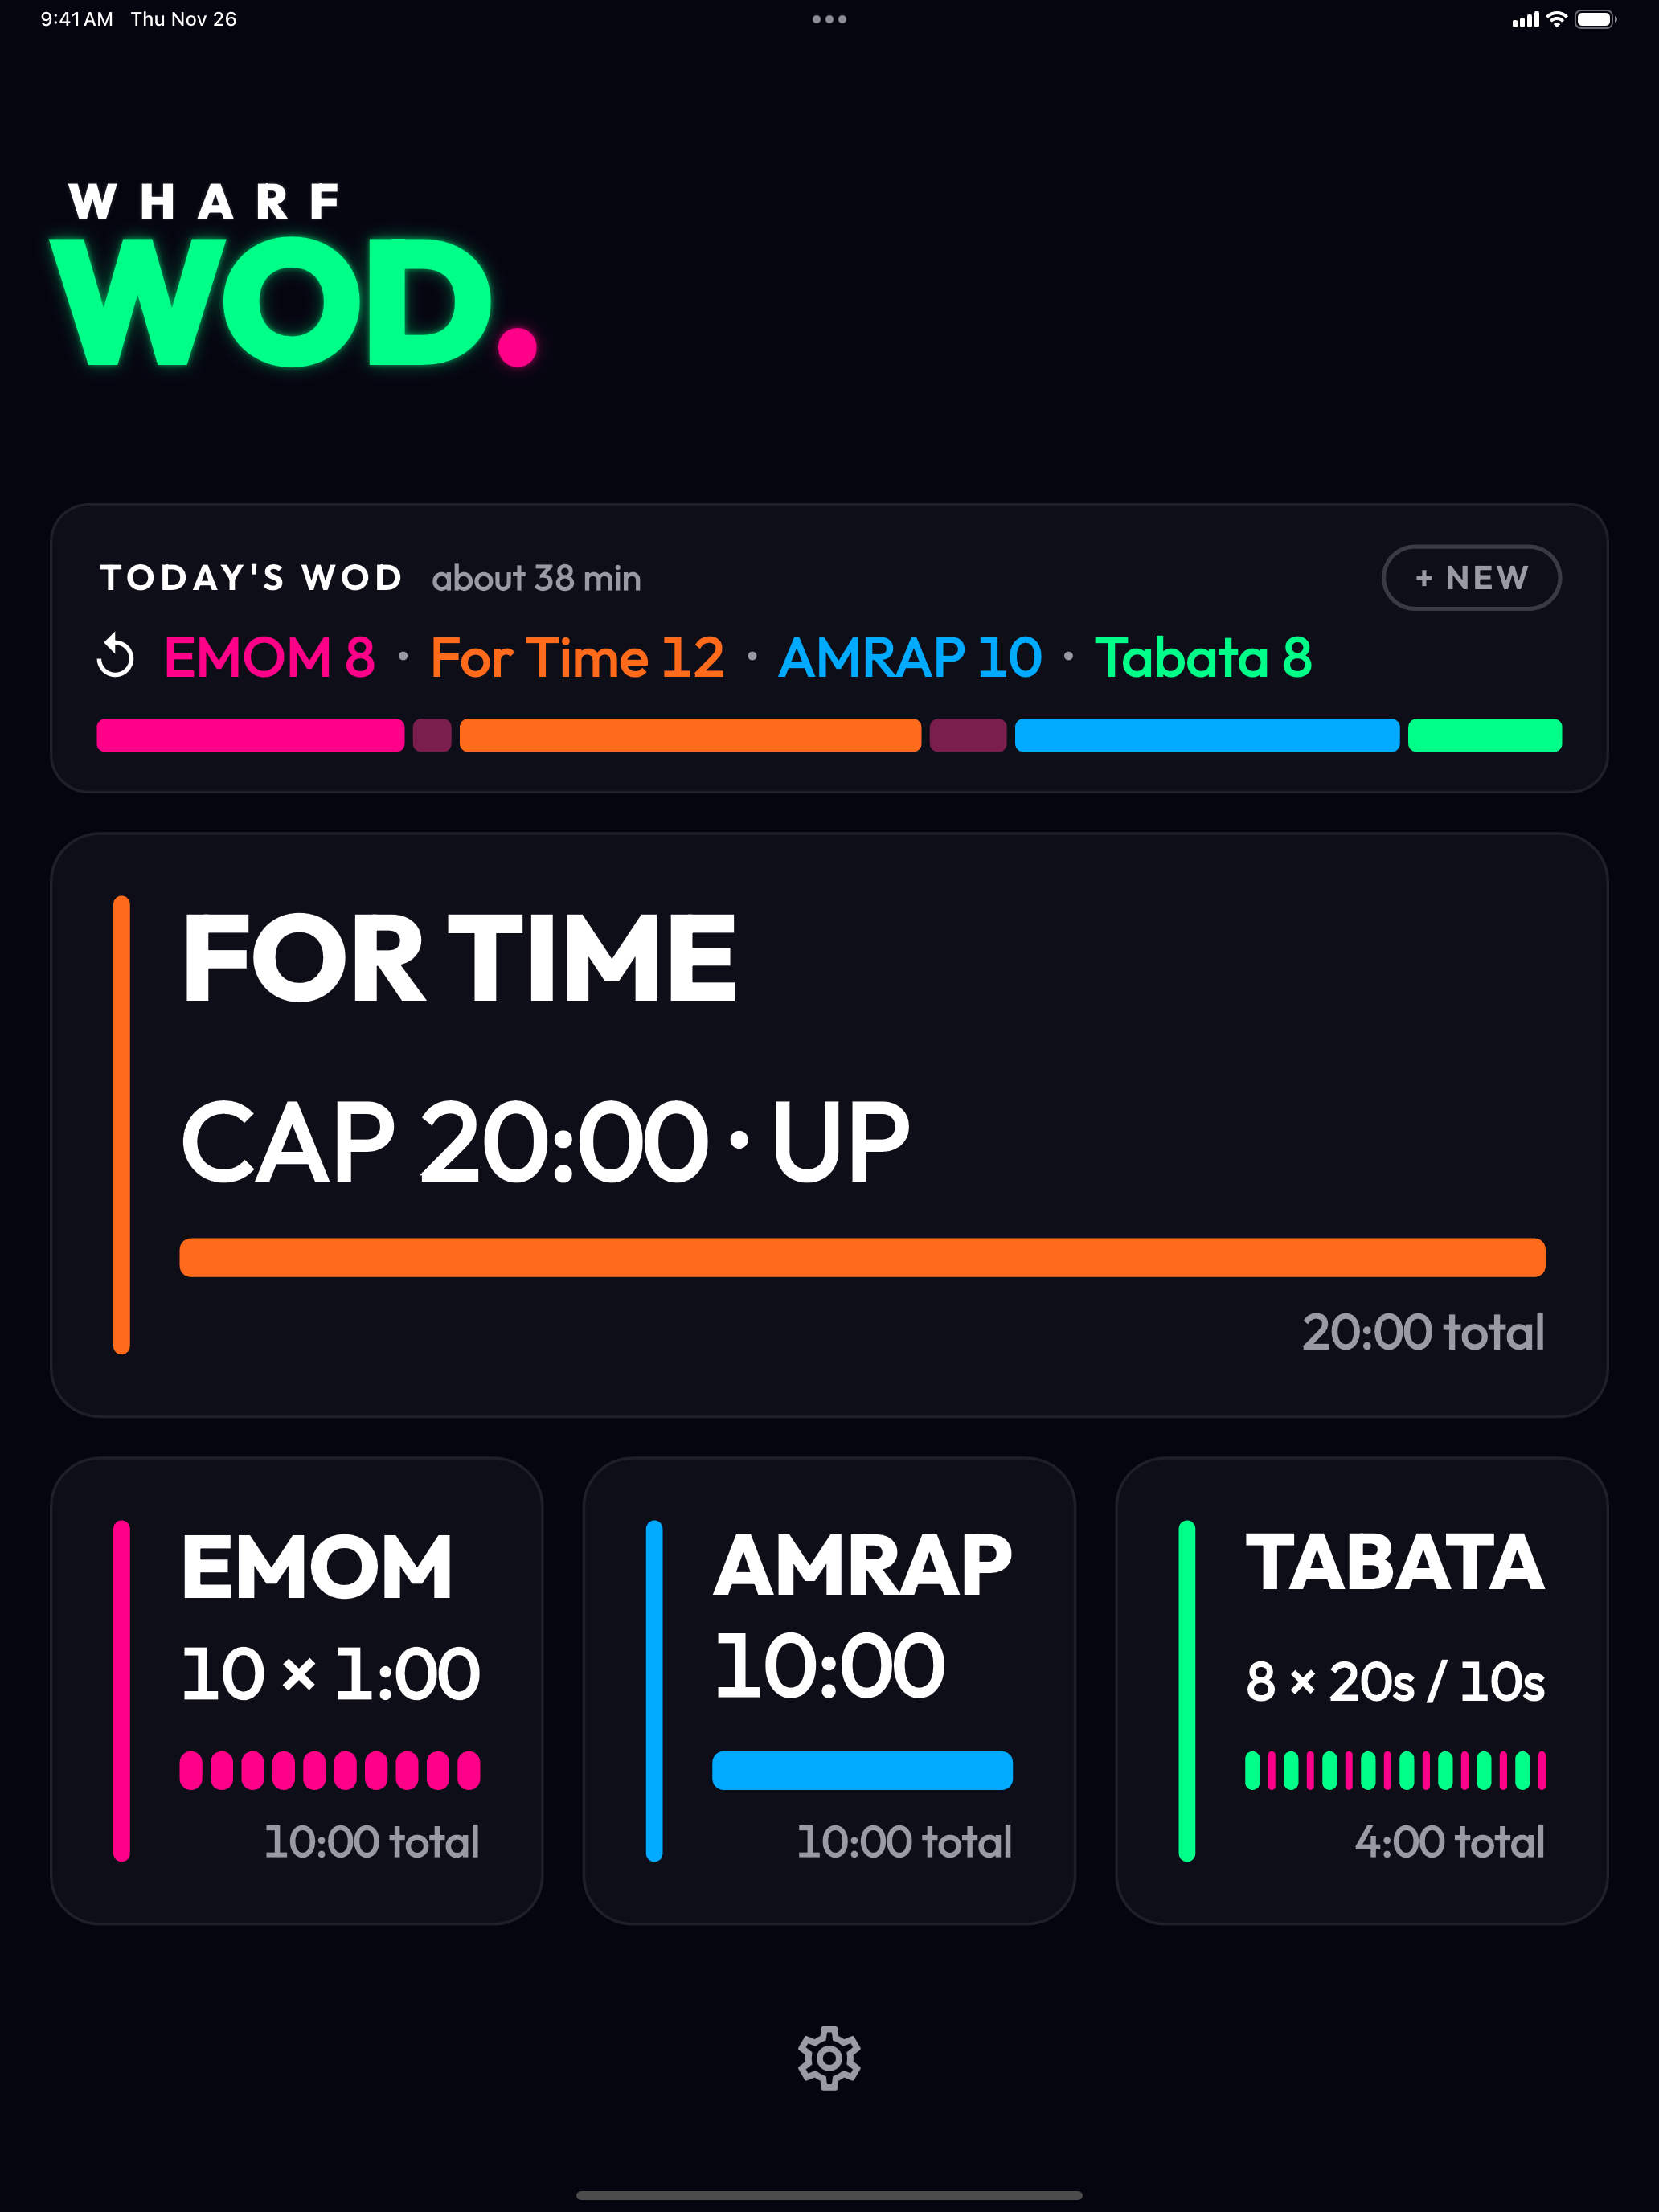 9:41 AM Thu Nov 26
WHARF
WOD.
TODAY'S WOD about 38 min + NEW
EMOM 8 · For Time 12 · AMRAP 10 · Tabata 8
FOR TIME
CAP 20:00 · UP
20:00 total
EMOM
10 × 1:00
10:00 total
AMRAP
10:00
10:00 total
TABATA
8 × 20s / 10s
4:00 total